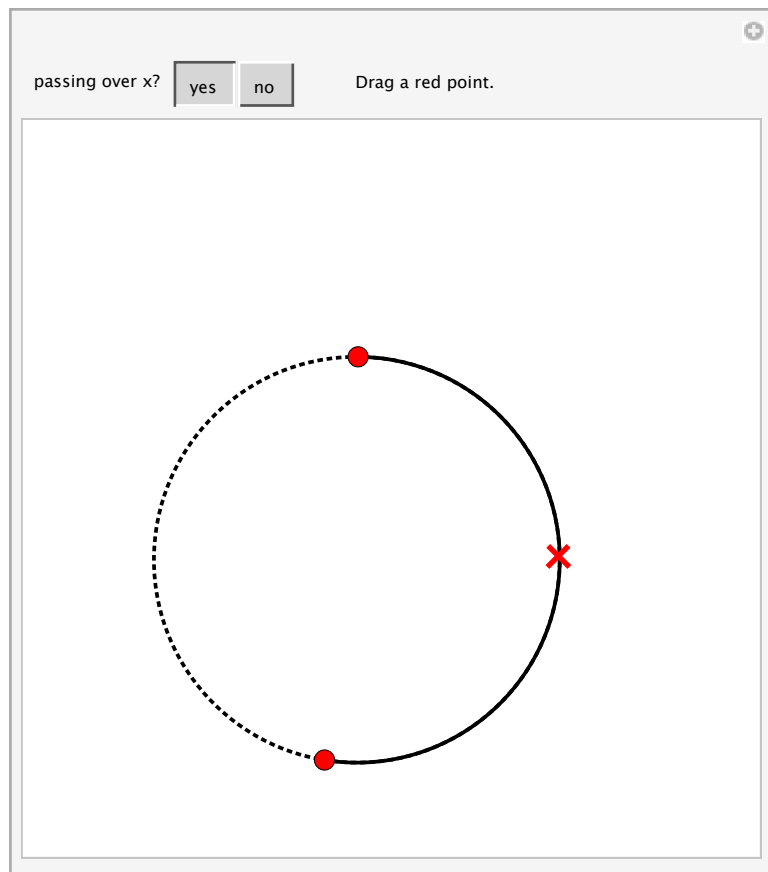 passing over x? yes no Drag a red point.